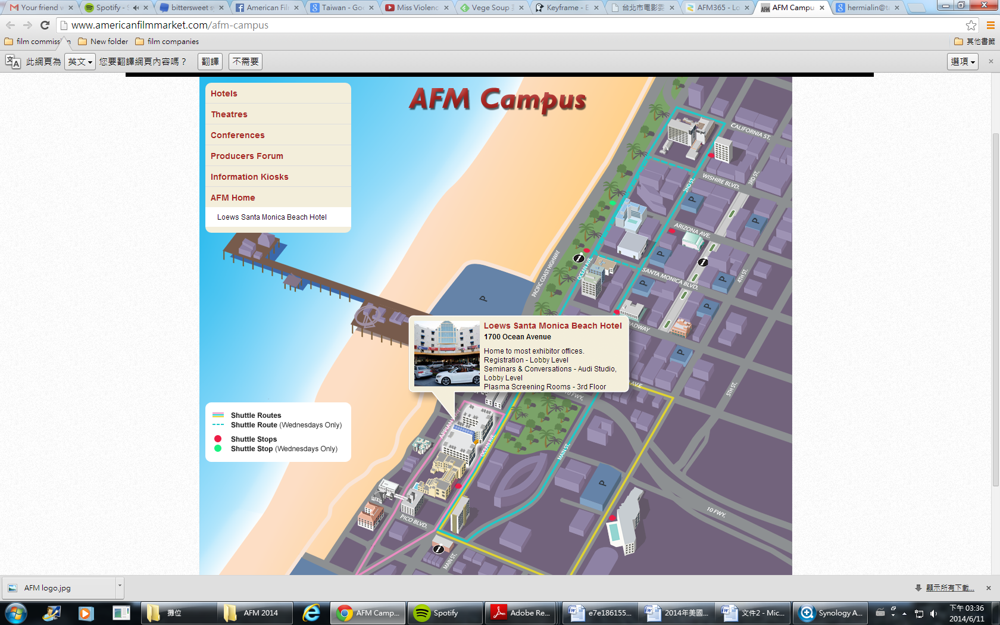 Your friend w
Spotify - S
bittersweet s
American Fil
Taiwan - Goo
Miss Violenc
Vege Soup
Keyframe - E
台北市電影委
AFM365 - Lo
AFM Campu
hermialin@ta
www.americanfilmmarket.com/afm-campus
film commission
New folder
film companies
其他書籤
此網頁為 英文 您要翻譯網頁內容嗎？ 翻譯 不需要
選項
AFM Campus
Hotels
Theatres
Conferences
Producers Forum
Information Kiosks
AFM Home
Loews Santa Monica Beach Hotel
CALIFORNIA ST.
WISHIRE BLVD.
3RD ST.
2ND ST.
P
P
ARIZONA AVE.
P
i
i
OCEAN AVE.
PACIFIC COAST HIGHWAY
SANTA MONICA BLVD.
4TH ST.
P
P
P
P
ADWAY
P
Loews Santa Monica Beach Hotel
1700 Ocean Avenue
Home to most exhibitor offices.
Registration - Lobby Level
Seminars & Conversations - Audi Studio,
Lobby Level
Plasma Screening Rooms - 3rd Floor
AVE
10 FWY.
5TH ST.
APPIAN WAY
OCEAN AVE.
MAIN ST.
P
10 FWY.
PICO BLVD.
i
MAIN ST.
Shuttle Routes
Shuttle Route (Wednesdays Only)
Shuttle Stops
Shuttle Stop (Wednesdays Only)
AFM logo.jpg
顯示所有下載...
攤位
AFM 2014
AFM Camp...
Spotify
Adobe Re...
e7e186155...
2014年美國...
文件2 - Mic...
Synology A...
下午 03:36
2014/6/11